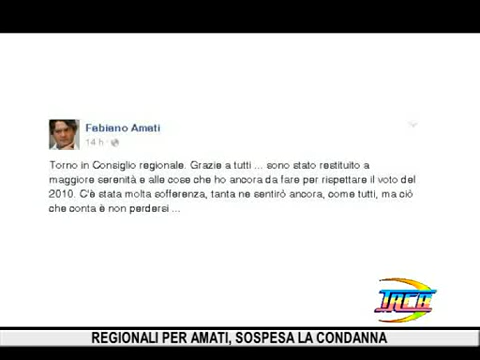 Fabiano Amati
14 h
Torno in Consiglio regionale. Grazie a tutti ... sono stato restituito a
maggiore serenità e alle cose che ho ancora da fare per rispettare il voto del
2010. C'è stata molta sofferenza, tanta ne sentirò ancora, come tutti, ma ciò
che conta è non perdersi ...
REGIONALI PER AMATI, SOSPESA LA CONDANNA